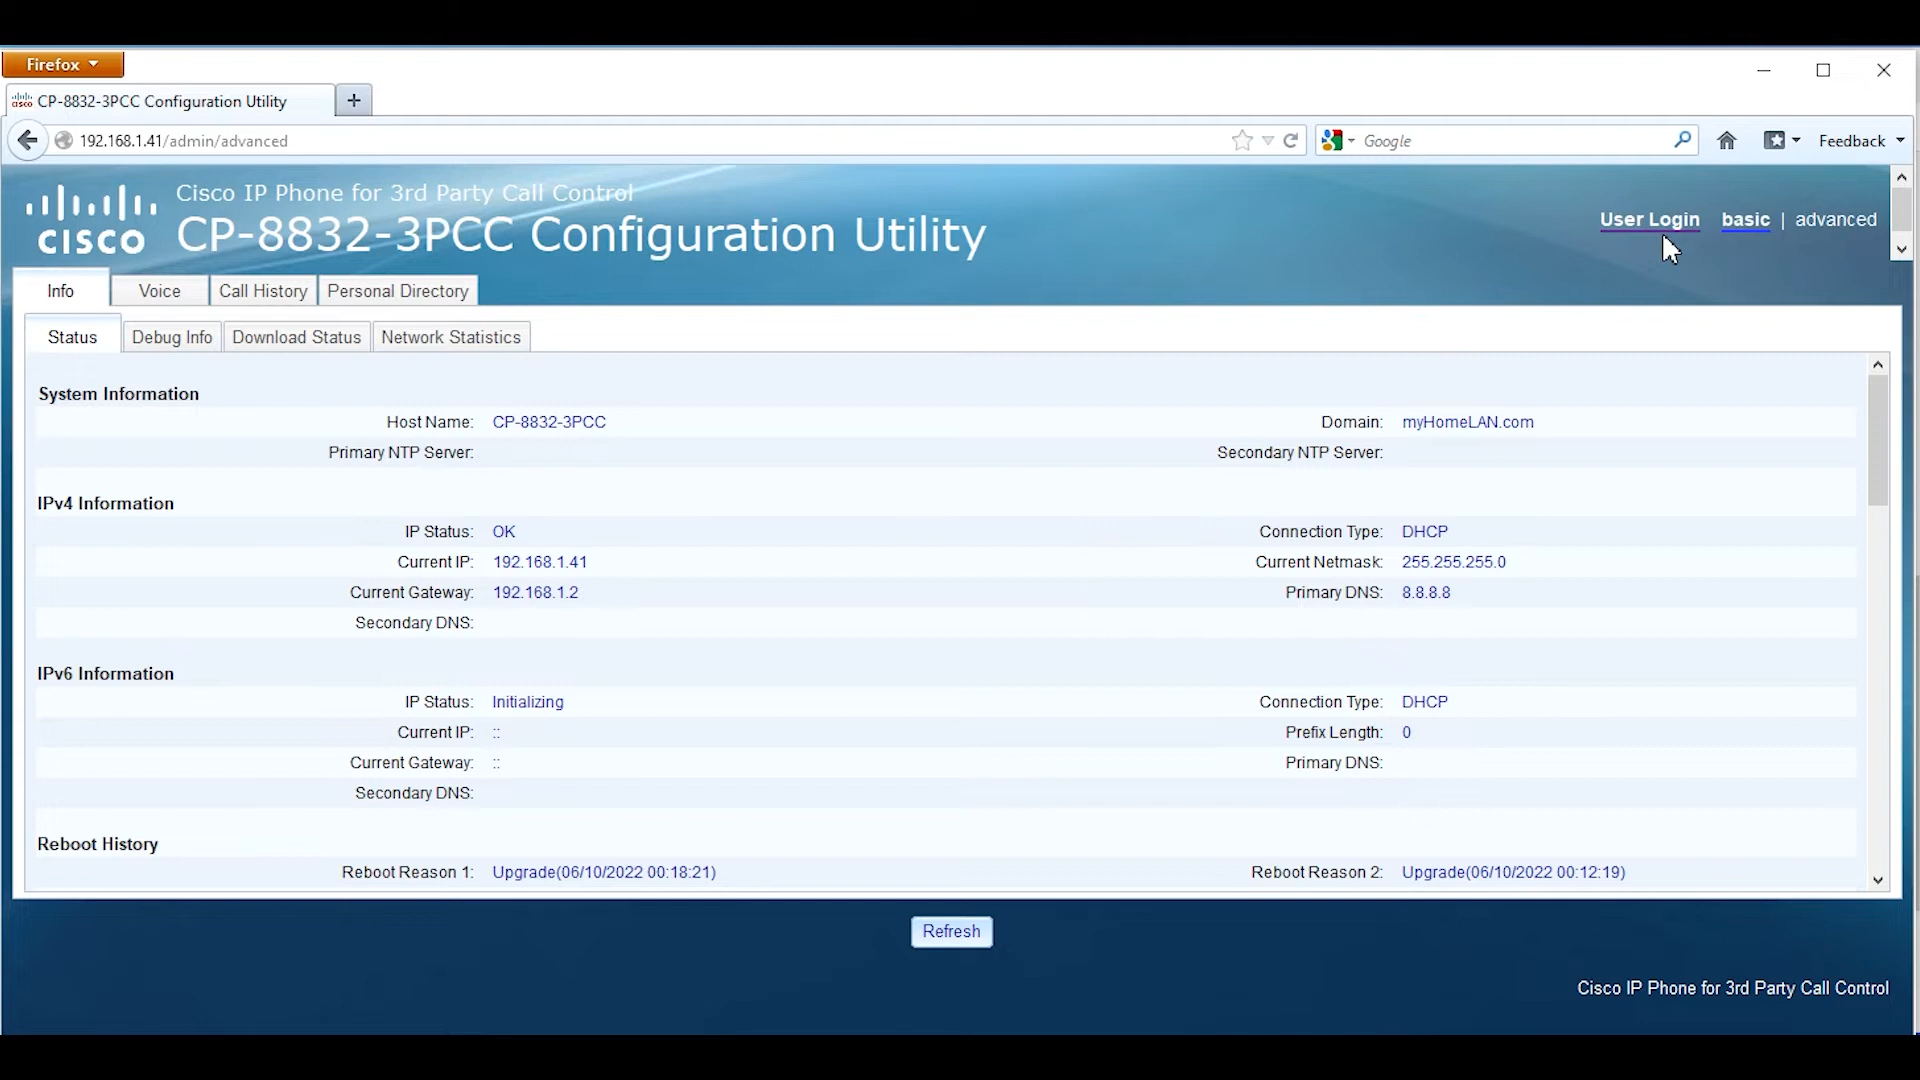 Firefox
CP-8832-3PCC Configuration Utility
192.168.1.41/admin/advanced
Google
Feedback
Cisco IP Phone for 3rd Party Call Control
CISCO
CP-8832-3PCC Configuration Utility
User Login basic | advanced
Info Voice Call History Personal Directory
Status Debug Info Download Status Network Statistics
System Information
Host Name: CP-8832-3PCC Domain: myHomeLAN.com
Primary NTP Server: Secondary NTP Server:
IPv4 Information
IP Status: OK Connection Type: DHCP
Current IP: 192.168.1.41 Current Netmask: 255.255.255.0
Current Gateway: 192.168.1.2 Primary DNS: 8.8.8.8
Secondary DNS:
IPv6 Information
IP Status: Initializing Connection Type: DHCP
Current IP: :: Prefix Length: 0
Current Gateway: :: Primary DNS:
Secondary DNS:
Reboot History
Reboot Reason 1: Upgrade(06/10/2022 00:18:21) Reboot Reason 2: Upgrade(06/10/2022 00:12:19)
Refresh
Cisco IP Phone for 3rd Party Call Control